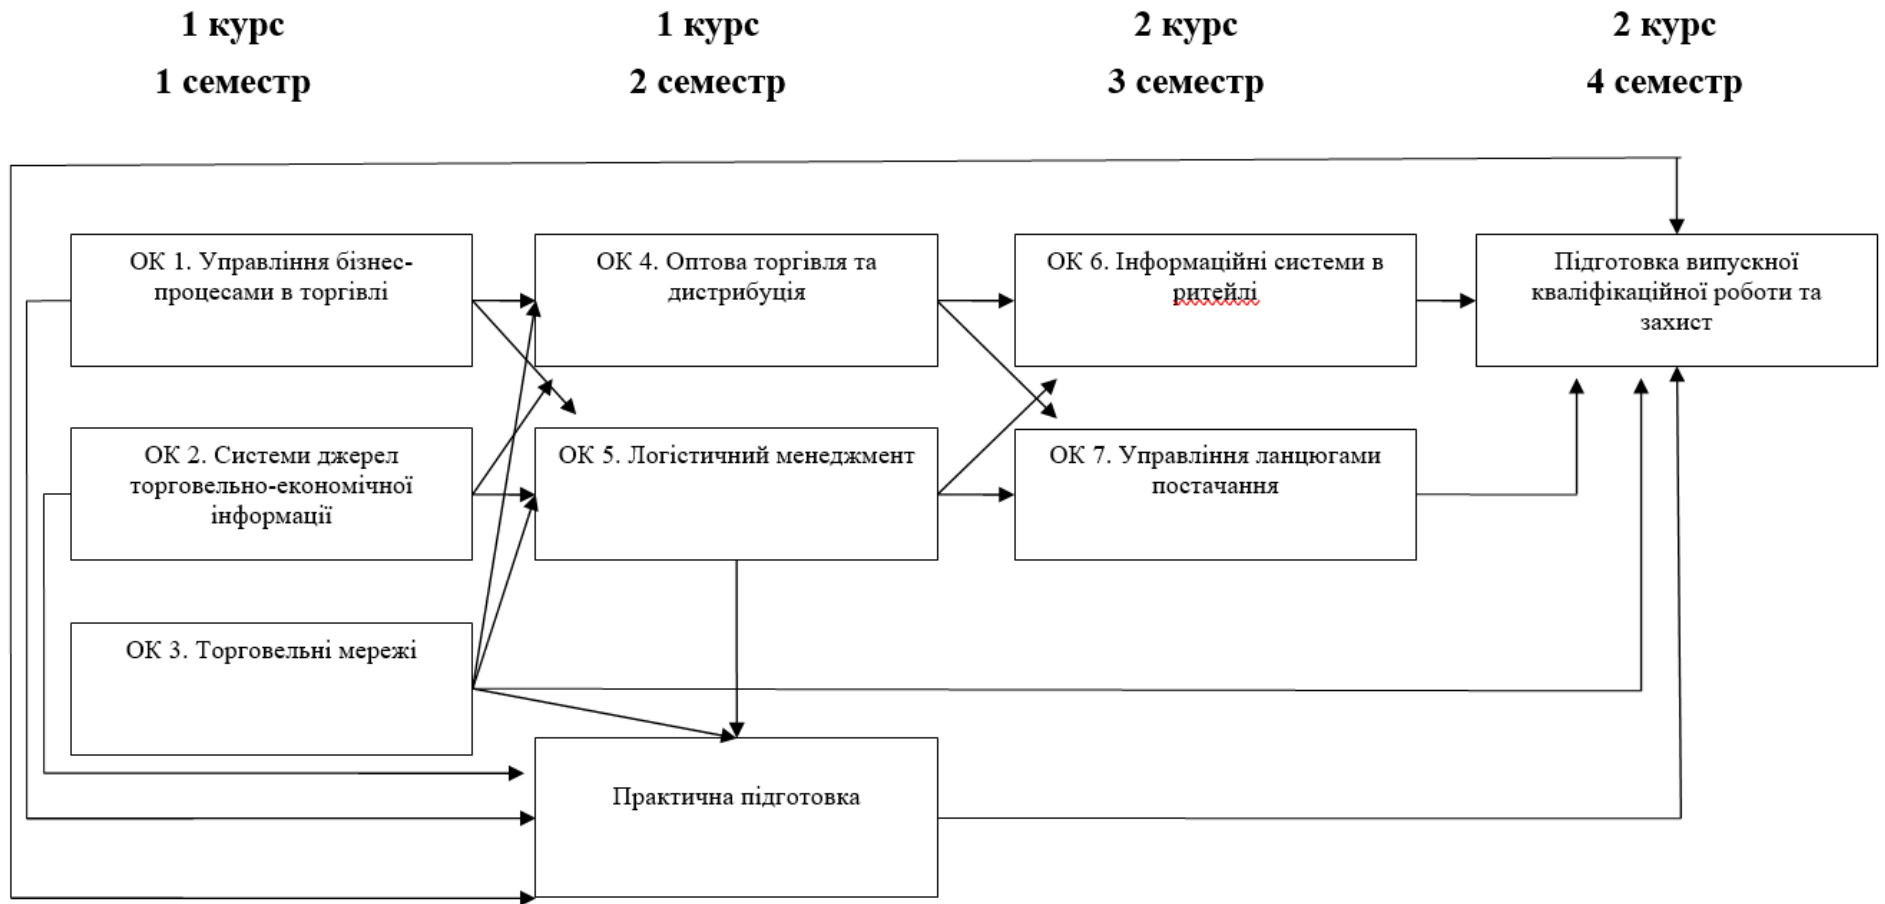 1 курс
1 семестр
1 курс
2 семестр
2 курс
3 семестр
2 курс
4 семестр
ОК 1. Управління бізнес-
процесами в торгівлі
ОК 4. Оптова торгівля та
дистрибуція
ОК 6. Інформаційні системи в
ритейлі
Підготовка випускної
кваліфікаційної роботи та
захист
ОК 2. Системи джерел
торговельно-економічної
інформації
ОК 5. Логістичний менеджмент
ОК 7. Управління ланцюгами
постачання
ОК 3. Торговельні мережі
Практична підготовка